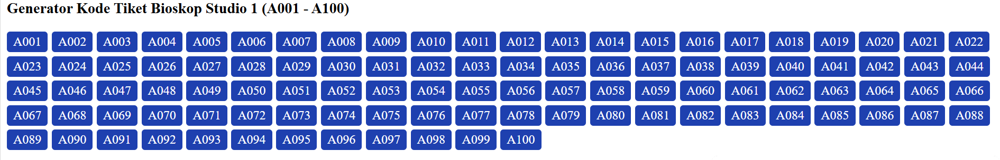 Generator Kode Tiket Bioskop Studio 1 (A001 - A100)
A001 A002 A003 A004 A005 A006 A007 A008 A009 A010 A011 A012 A013 A014 A015 A016 A017 A018 A019 A020 A021 A022
A023 A024 A025 A026 A027 A028 A029 A030 A031 A032 A033 A034 A035 A036 A037 A038 A039 A040 A041 A042 A043 A044
A045 A046 A047 A048 A049 A050 A051 A052 A053 A054 A055 A056 A057 A058 A059 A060 A061 A062 A063 A064 A065 A066
A067 A068 A069 A070 A071 A072 A073 A074 A075 A076 A077 A078 A079 A080 A081 A082 A083 A084 A085 A086 A087 A088
A089 A090 A091 A092 A093 A094 A095 A096 A097 A098 A099 A100